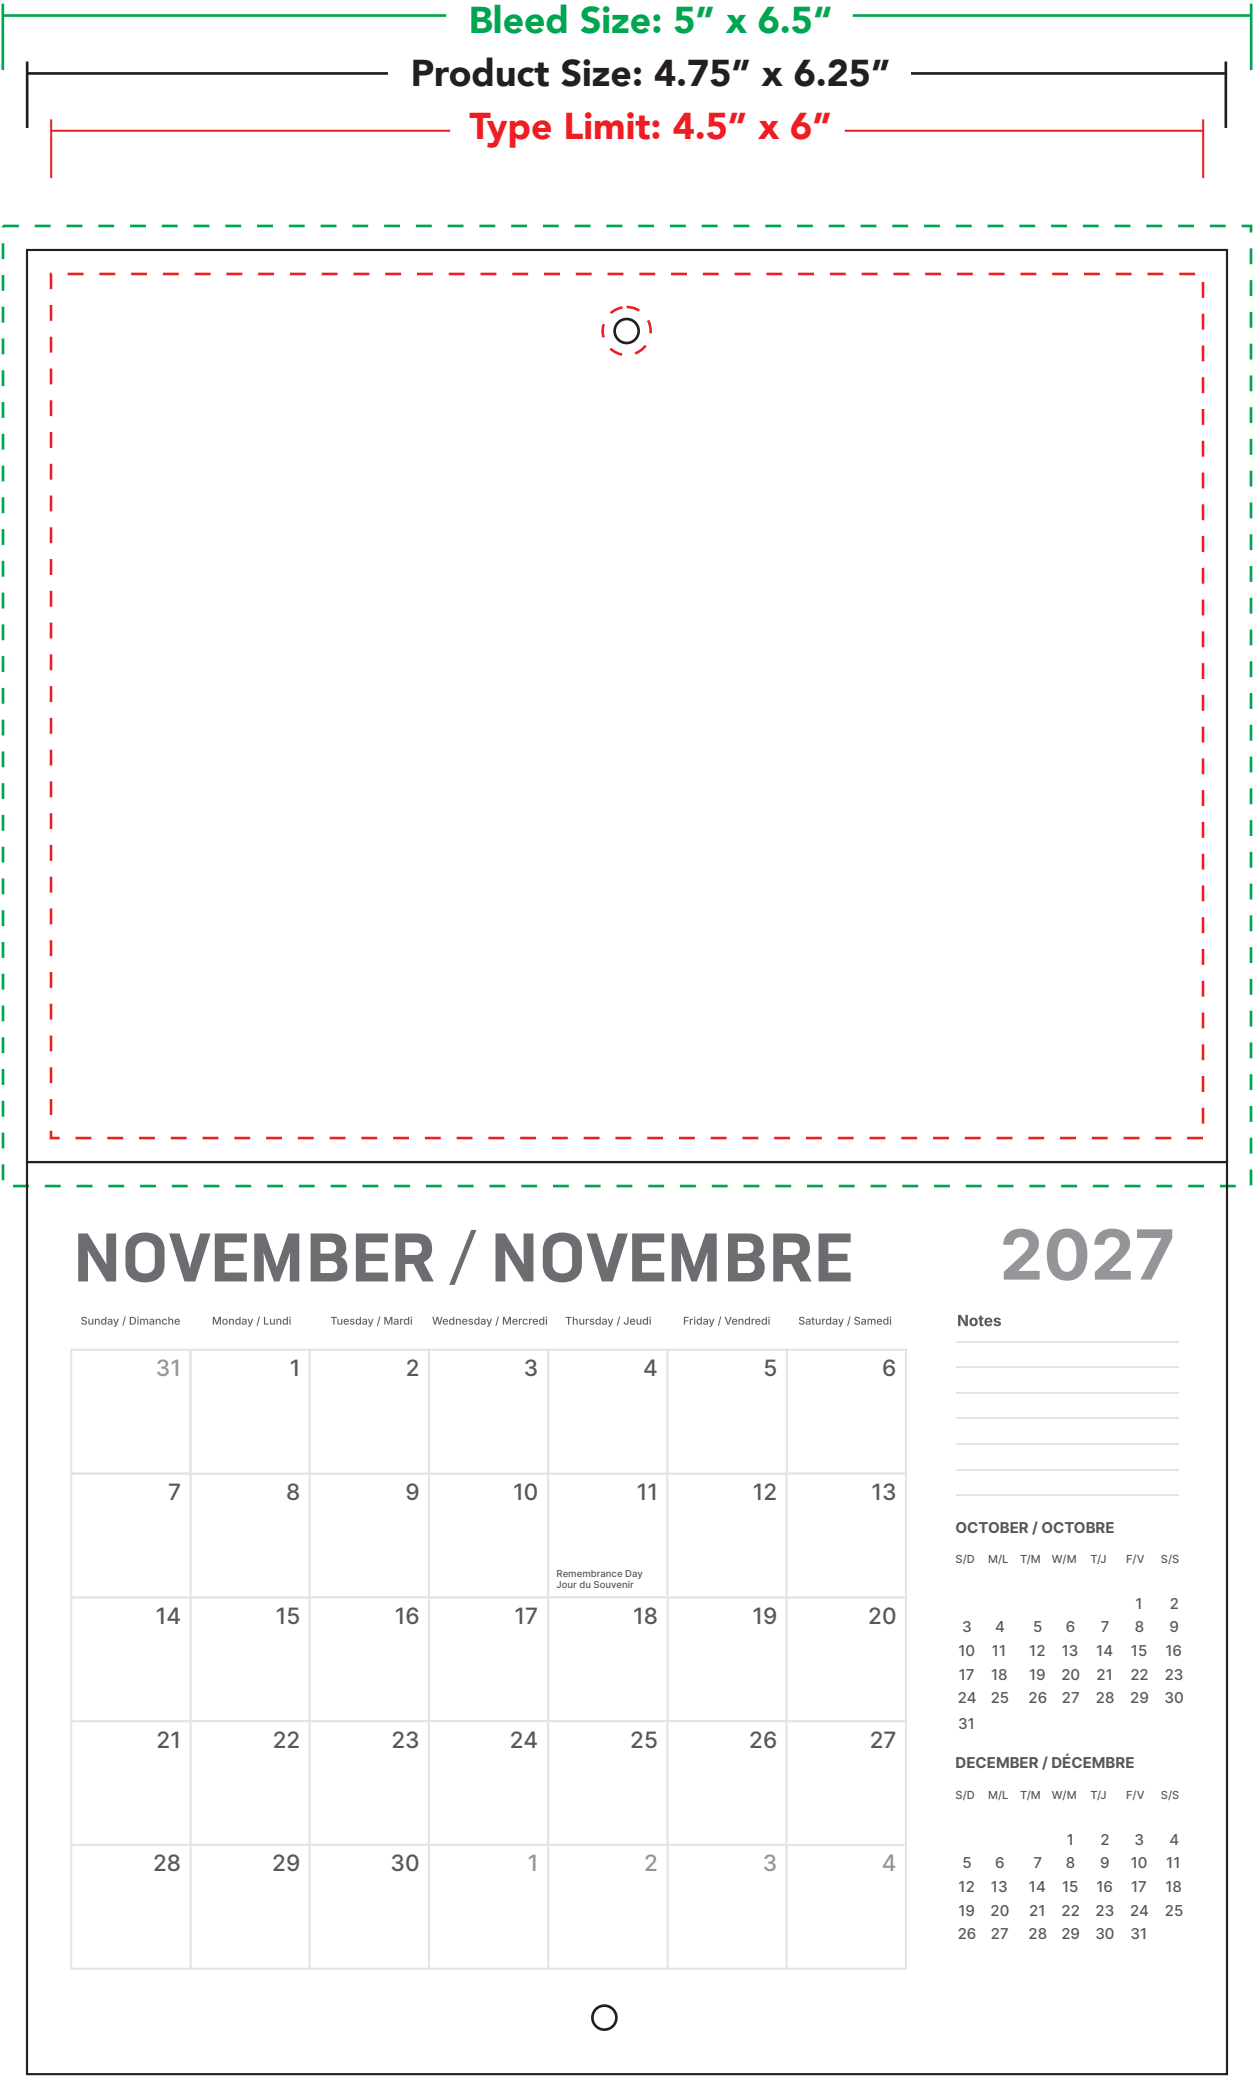 Bleed Size: 5” x 6.5”
Product Size: 4.75” x 6.25”
Type Limit: 4.5” x 6”
NOVEMBER / NOVEMBRE
2027
Sunday / Dimanche Monday / Lundi Tuesday / Mardi Wednesday / Mercredi Thursday / Jeudi Friday / Vendredi Saturday / Samedi
31 1 2 3 4 5 6
7 8 9 10 11 12 13
Remembrance Day
Jour du Souvenir
14 15 16 17 18 19 20
21 22 23 24 25 26 27
28 29 30 1 2 3 4
Notes
OCTOBER / OCTOBRE
S/D M/L T/M W/M T/J F/V S/S
1 2
3 4 5 6 7 8 9
10 11 12 13 14 15 16
17 18 19 20 21 22 23
24 25 26 27 28 29 30
31
DECEMBER / DÉCEMBRE
S/D M/L T/M W/M T/J F/V S/S
1 2 3 4
5 6 7 8 9 10 11
12 13 14 15 16 17 18
19 20 21 22 23 24 25
26 27 28 29 30 31